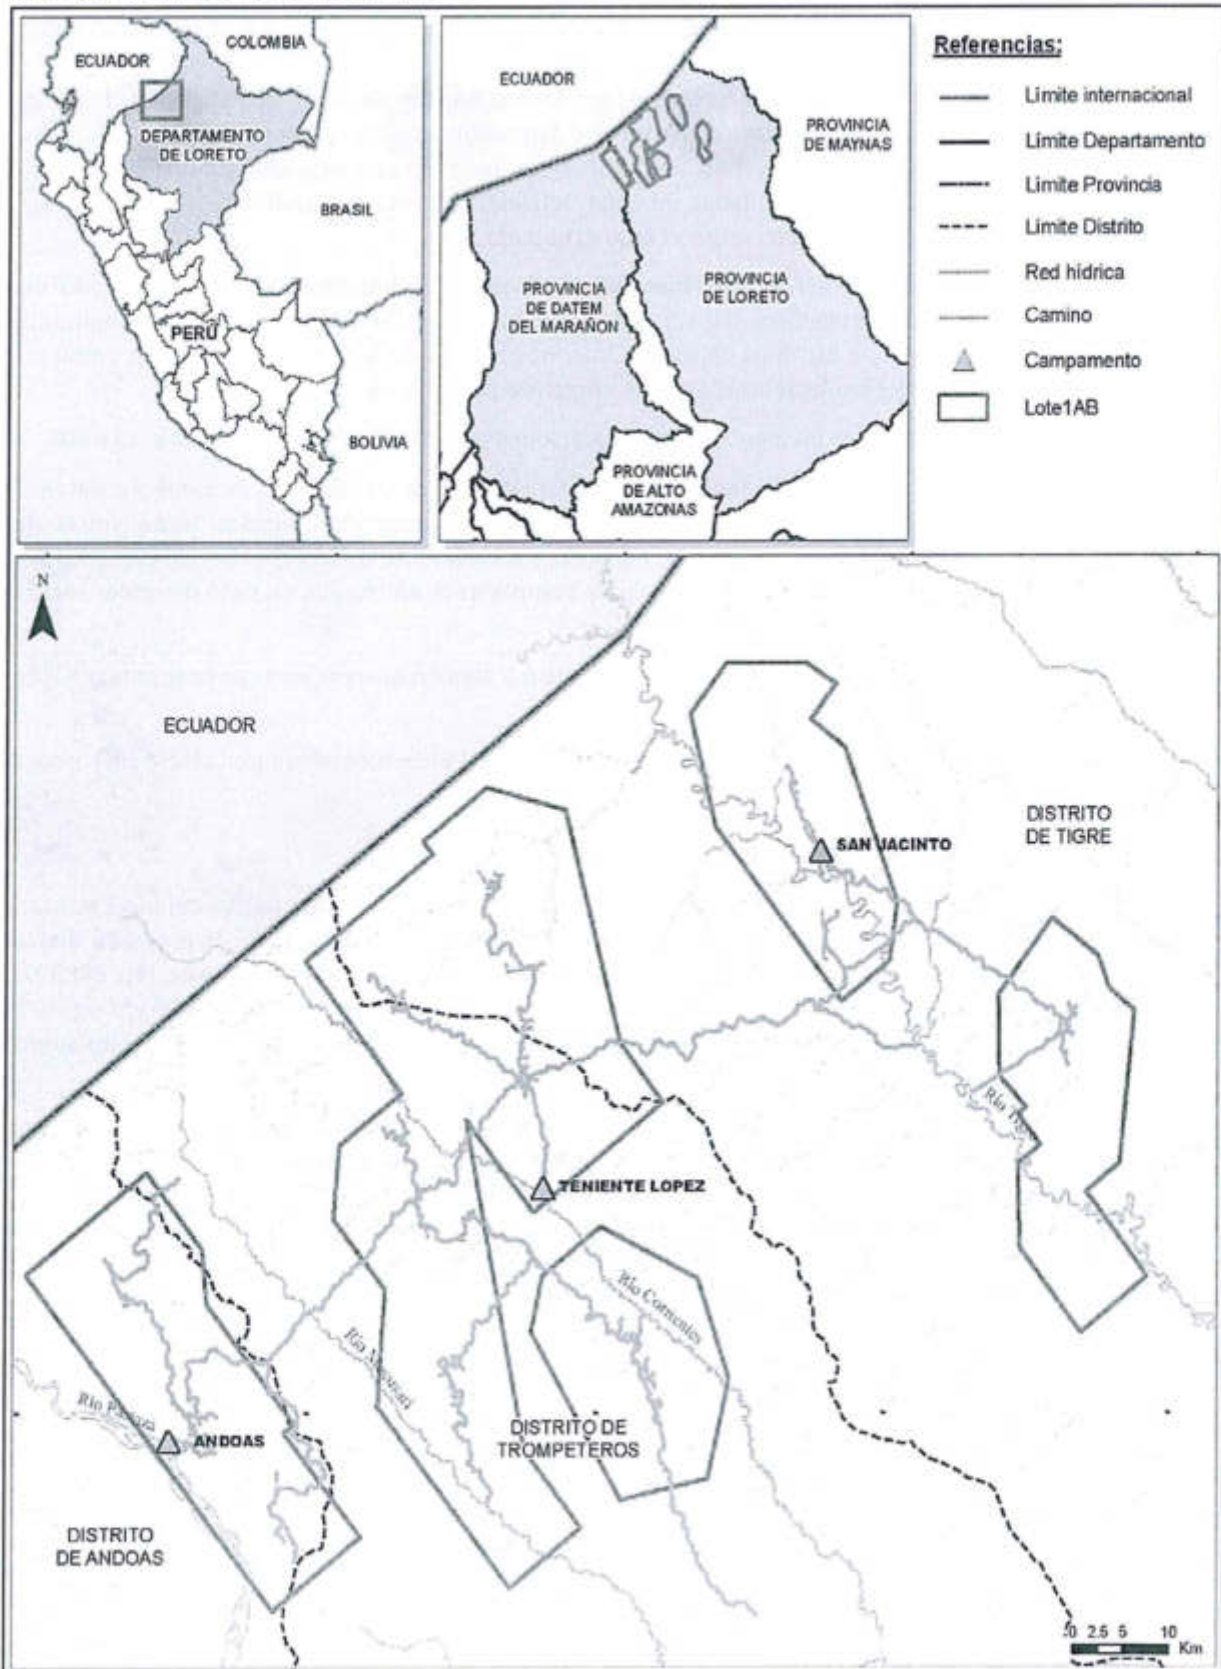 COLOMBIA
ECUADOR
DEPARTAMENTO
DE LORETO
BRASIL
PERÚ
BOLIVIA
ECUADOR
PROVINCIA
DE MAYNAS
PROVINCIA
DE DATEM
DEL MARAÑON
PROVINCIA
DE LORETO
PROVINCIA
DE ALTO
AMAZONAS
Referencias:
Limite internacional
Limite Departamento
Limite Provincia
Limite Distrito
Red hídrica
Camino
Campamento
Lote1AB
N
ECUADOR
DISTRITO
DE TIGRE
SAN JACINTO
Río Tigre
TENIENTE LOPEZ
Río Corrientes
Río
Río Pastaza
ANDOAS
DISTRITO DE
TROMPETEROS
DISTRITO
DE ANDOAS
0 2.5 5 10
Km